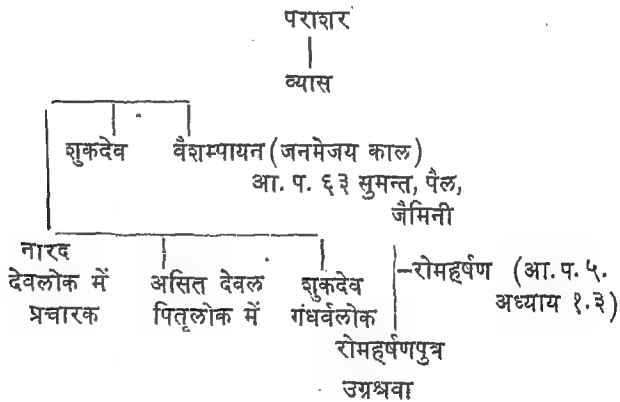 पराशर
व्यास
शुकदेव वैशम्पायन (जनमेजय काल)
आ. प. ६३ सुमन्त, पैल,
जैमिनी
नारद
देवलोक में
प्रचारक
असित देवल
पितृलोक में
शुकदेव
गंधर्वलोक
रोमहर्षण (आ. प. ५.
अध्याय १.३)
रोमहर्षणपुत्र
उग्रश्रवा